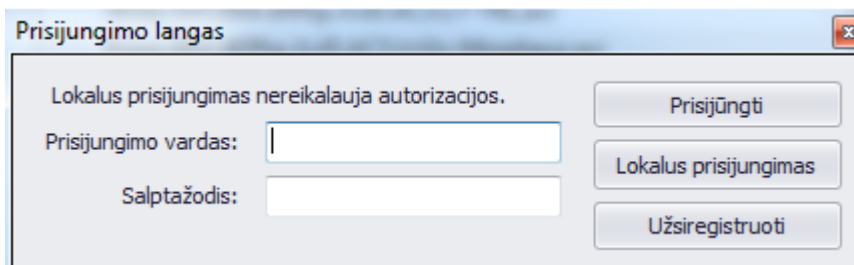 Prisijungimo langas
Lokalus prisijungimas nereikalauja autorizacijos.
Prisijungimo vardas:
Salptažodis:
Prisijūngti
Lokalus prisijungimas
Užsiregistruoti